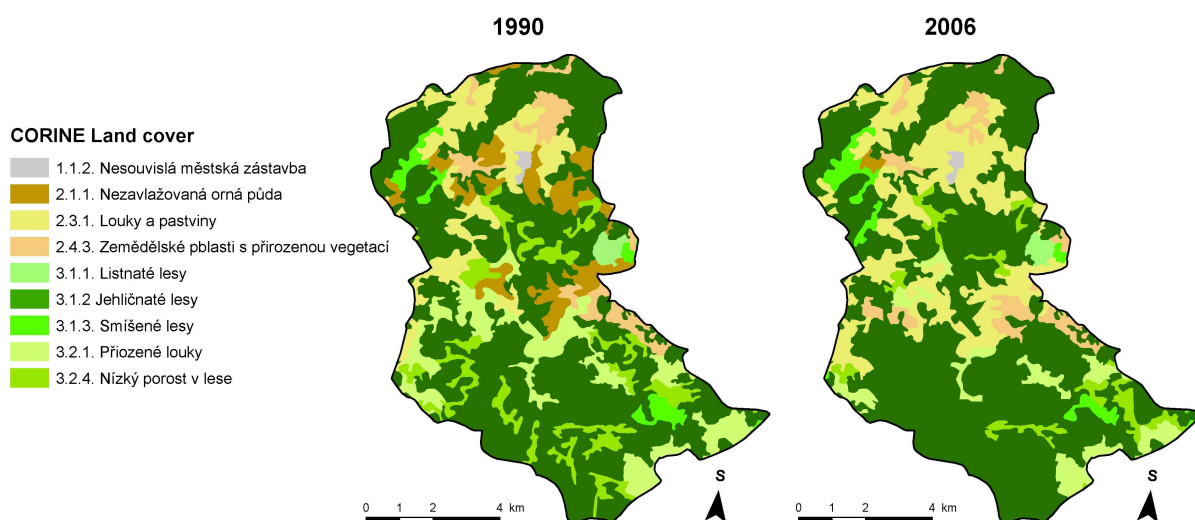 1990
2006
CORINE Land cover
1.1.2. Nesouvislá městská zástavba
2.1.1. Nezavlažovaná orná půda
2.3.1. Louky a pastviny
2.4.3. Zemědělské pblasti s přirozenou vegetací
3.1.1. Listnaté lesy
3.1.2 Jehličnaté lesy
3.1.3. Smíšené lesy
3.2.1. Přiozené louky
3.2.4. Nízký porost v lese
S
0 1 2 4 km
S
0 1 2 4 km